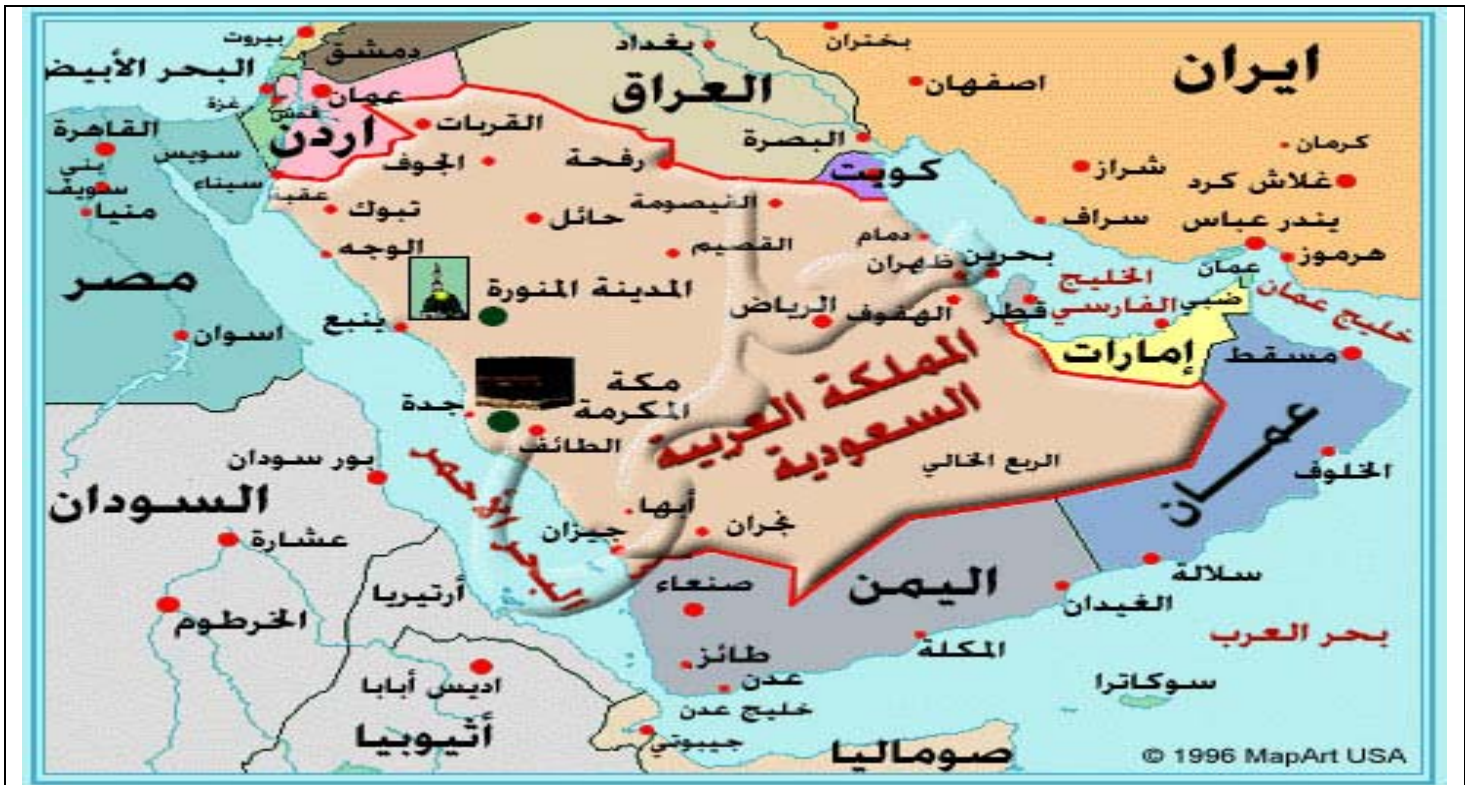 بيروت
دمشق
بغداد
بختران
ايران
البحر الأبيض
العراق
اصفهان
غزة
عمان
قدس
القاهرة
اردن
القربات
البصرة
كرمان
بني
سويف
سويس
الجوف
رفحة
كويت
شراز
غلاش كرد
سيناء
عقبة
منيا
تبوك
حائل
النيصومة
سراف
يندر عباس
الوجه
القصيم
دمام
هرموز
مصر
المدينة المنورة
ظهران
بحرين
الخليج
الفارسي
عمان
خليج عمان
ينبع
الرياض
الهفوف
قطر
ضبي
اسوان
إمارات
مسقط
المملكة العربية
السعودية
مكة
المكرمة
جدة
الطائف
عمان
بور سودان
الربع الخالي
الخلوف
السودان
البحر الأحمر
أبها
نجران
جيزان
عشارة
صنعاء
اليمن
سلالة
أرتيريا
الغيدان
الخرطوم
المكلة
بحر العرب
طائز
اديس أبابا
عدن
سوكاترا
خليج عدن
أثيوبيا
جيبوتي
صوماليا
© 1996 MapArt USA